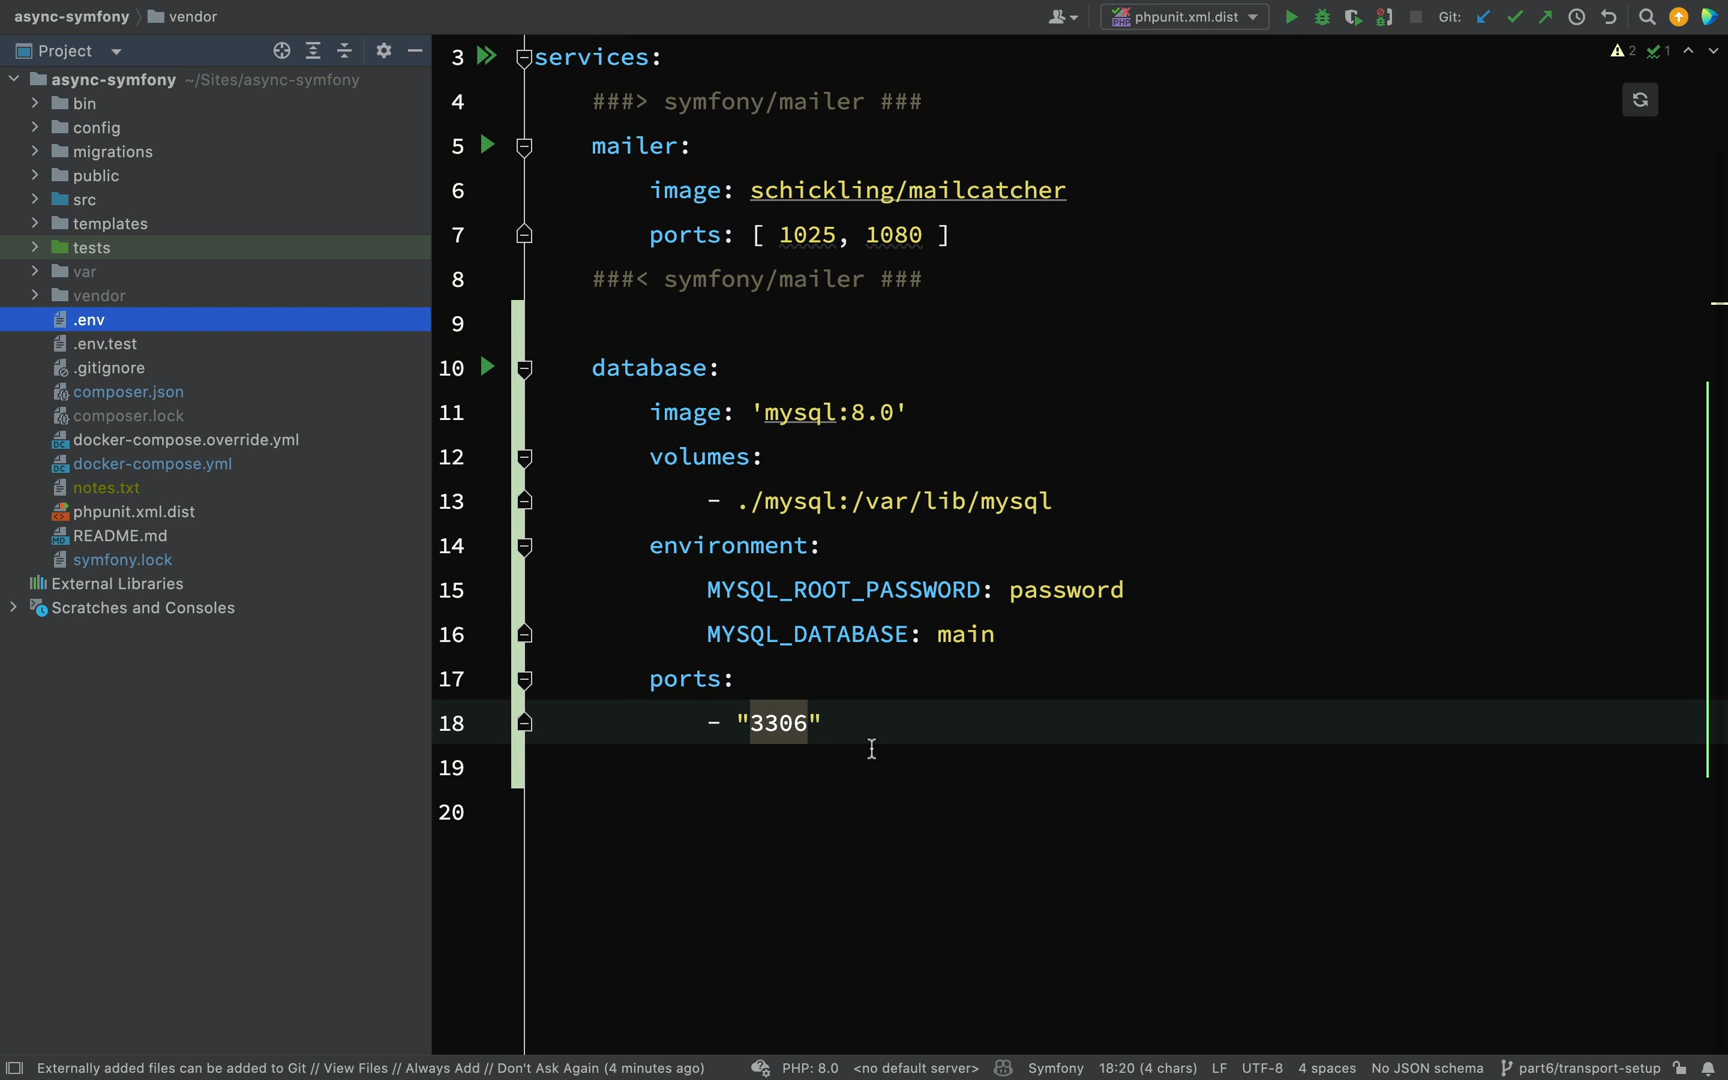 async-symfony vendor phpunit.xml.dist Git:
Project
async-symfony ~/Sites/async-symfony
bin
config
migrations
public
src
templates
tests
var
vendor
.env
.env.test
.gitignore
composer.json
composer.lock
docker-compose.override.yml
docker-compose.yml
notes.txt
phpunit.xml.dist
README.md
symfony.lock
External Libraries
Scratches and Consoles
2 1
3 services:
4 ###> symfony/mailer ###
5 mailer:
6 image: schickling/mailcatcher
7 ports: [ 1025, 1080 ]
8 ###< symfony/mailer ###
9
10 database:
11 image: 'mysql:8.0'
12 volumes:
13 - ./mysql:/var/lib/mysql
14 environment:
15 MYSQL_ROOT_PASSWORD: password
16 MYSQL_DATABASE: main
17 ports:
18 - "3306"
19
20
Externally added files can be added to Git // View Files // Always Add // Don't Ask Again (4 minutes ago) PHP: 8.0 <no default server> Symfony 18:20 (4 chars) LF UTF-8 4 spaces No JSON schema part6/transport-setup